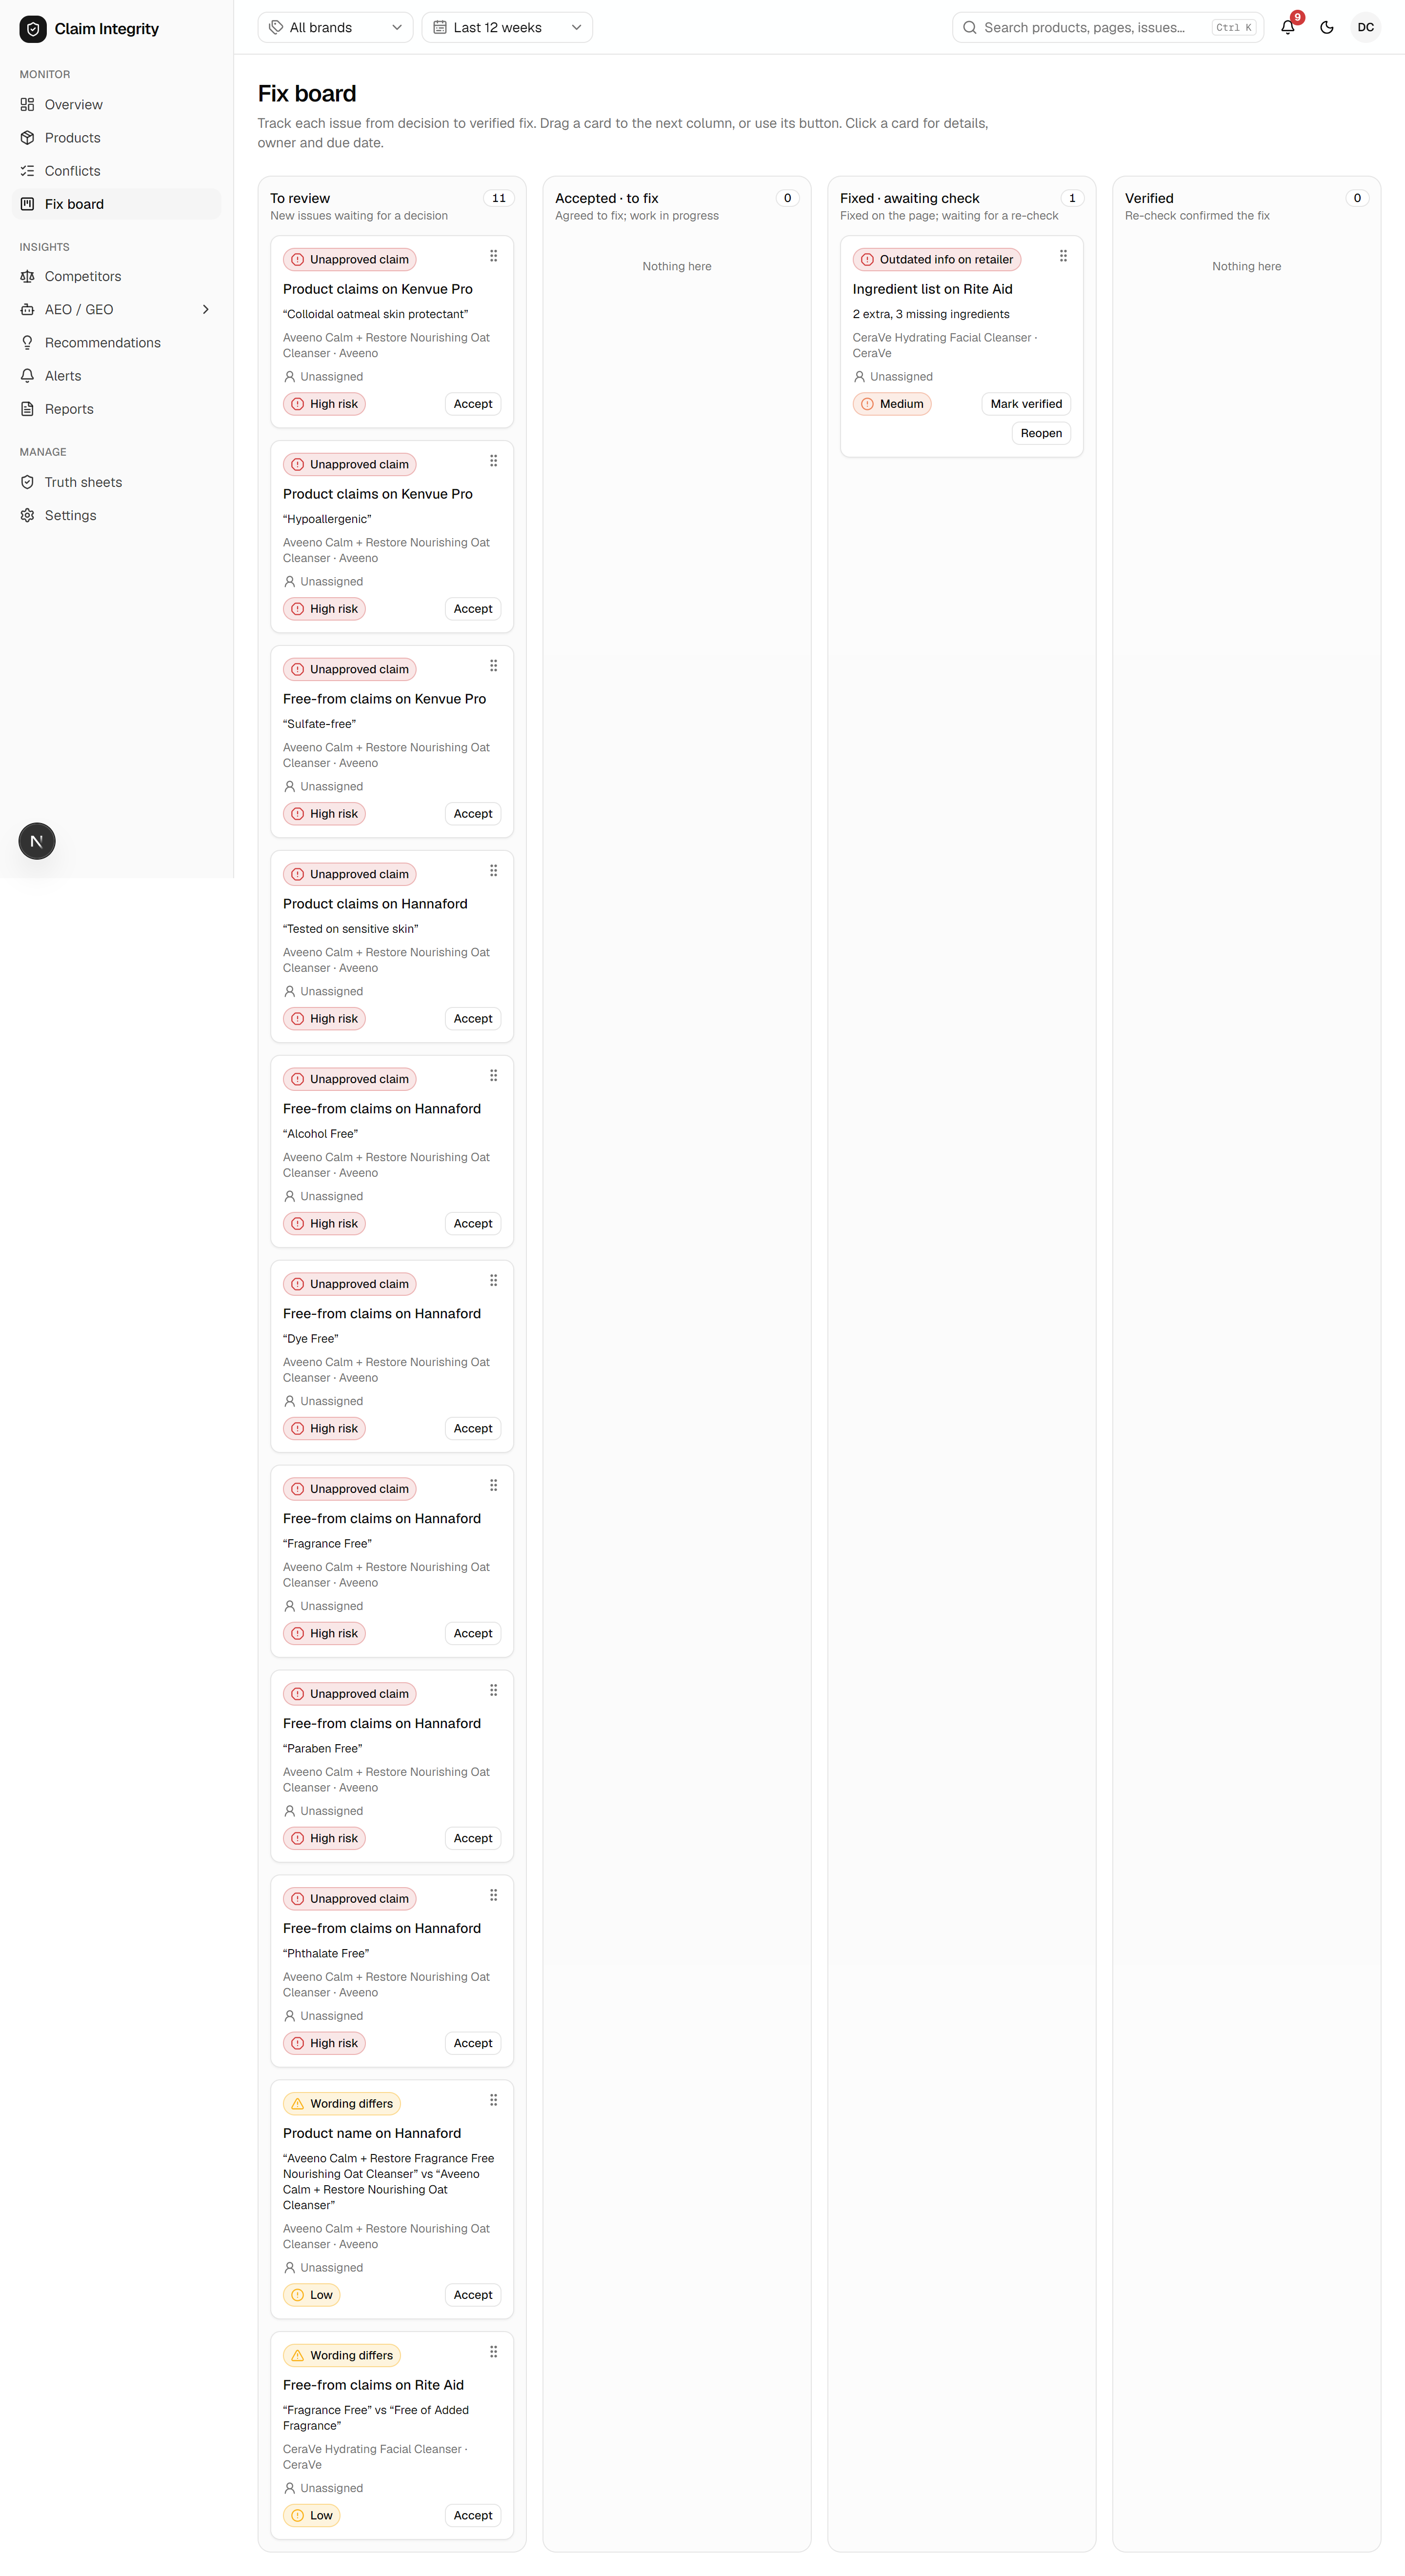 Claim Integrity
MONITOR
Overview
Products
Conflicts
Fix board
INSIGHTS
Competitors
AEO / GEO
Recommendations
Alerts
Reports
MANAGE
Truth sheets
Settings
N
All brands
Last 12 weeks
Search products, pages, issues...
Ctrl K
9
DC
Fix board
Track each issue from decision to verified fix. Drag a card to the next column, or use its button. Click a card for details,
owner and due date.
To review
11
New issues waiting for a decision
Unapproved claim
Product claims on Kenvue Pro
“Colloidal oatmeal skin protectant”
Aveeno Calm + Restore Nourishing Oat
Cleanser · Aveeno
Unassigned
High risk
Accept
Unapproved claim
Product claims on Kenvue Pro
“Hypoallergenic”
Aveeno Calm + Restore Nourishing Oat
Cleanser · Aveeno
Unassigned
High risk
Accept
Unapproved claim
Free-from claims on Kenvue Pro
“Sulfate-free”
Aveeno Calm + Restore Nourishing Oat
Cleanser · Aveeno
Unassigned
High risk
Accept
Unapproved claim
Product claims on Hannaford
“Tested on sensitive skin”
Aveeno Calm + Restore Nourishing Oat
Cleanser · Aveeno
Unassigned
High risk
Accept
Unapproved claim
Free-from claims on Hannaford
“Alcohol Free”
Aveeno Calm + Restore Nourishing Oat
Cleanser · Aveeno
Unassigned
High risk
Accept
Unapproved claim
Free-from claims on Hannaford
“Dye Free”
Aveeno Calm + Restore Nourishing Oat
Cleanser · Aveeno
Unassigned
High risk
Accept
Unapproved claim
Free-from claims on Hannaford
“Fragrance Free”
Aveeno Calm + Restore Nourishing Oat
Cleanser · Aveeno
Unassigned
High risk
Accept
Unapproved claim
Free-from claims on Hannaford
“Paraben Free”
Aveeno Calm + Restore Nourishing Oat
Cleanser · Aveeno
Unassigned
High risk
Accept
Unapproved claim
Free-from claims on Hannaford
“Phthalate Free”
Aveeno Calm + Restore Nourishing Oat
Cleanser · Aveeno
Unassigned
High risk
Accept
Wording differs
Product name on Hannaford
“Aveeno Calm + Restore Fragrance Free
Nourishing Oat Cleanser” vs “Aveeno
Calm + Restore Nourishing Oat
Cleanser”
Aveeno Calm + Restore Nourishing Oat
Cleanser · Aveeno
Unassigned
Low
Accept
Wording differs
Free-from claims on Rite Aid
“Fragrance Free” vs “Free of Added
Fragrance”
CeraVe Hydrating Facial Cleanser ·
CeraVe
Unassigned
Low
Accept
Accepted · to fix
0
Agreed to fix; work in progress
Nothing here
Fixed · awaiting check
1
Fixed on the page; waiting for a re-check
Outdated info on retailer
Ingredient list on Rite Aid
2 extra, 3 missing ingredients
CeraVe Hydrating Facial Cleanser ·
CeraVe
Unassigned
Medium
Mark verified
Reopen
Verified
0
Re-check confirmed the fix
Nothing here